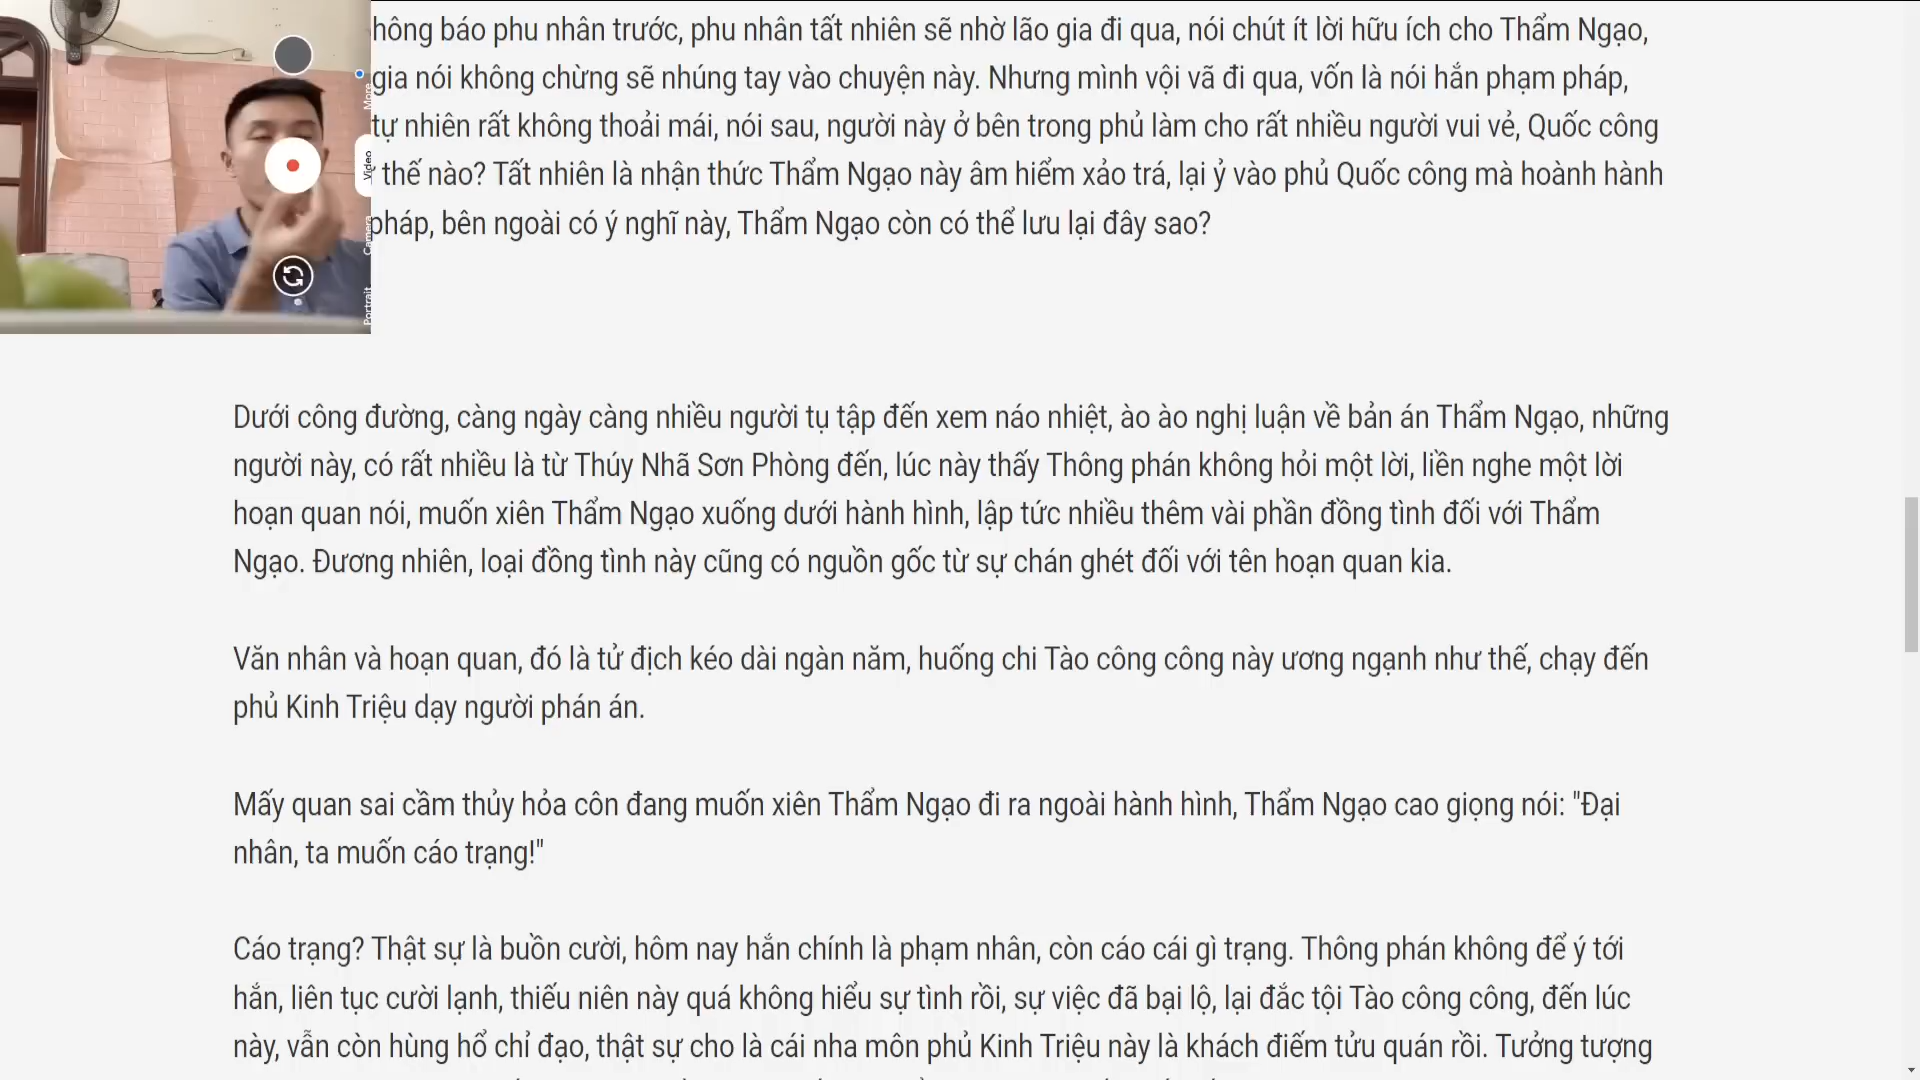 hông báo phu nhân trước, phu nhân tất nhiên sẽ nhờ lão gia đi qua, nói chút ít lời hữu ích cho Thẩm Ngạo,
gia nói không chừng sẽ nhúng tay vào chuyện này. Nhưng mình vội vã đi qua, vốn là nói hắn phạm pháp,
tự nhiên rất không thoải mái, nói sau, người này ở bên trong phủ làm cho rất nhiều người vui vẻ, Quốc công
thế nào? Tất nhiên là nhận thức Thẩm Ngạo này âm hiểm xảo trá, lại ỷ vào phủ Quốc công mà hoành hành
pháp, bên ngoài có ý nghĩ này, Thẩm Ngạo còn có thể lưu lại đây sao?
More
Video
Camera
Portrait
Dưới công đường, càng ngày càng nhiều người tụ tập đến xem náo nhiệt, ào ào nghị luận về bản án Thẩm Ngạo, những
người này, có rất nhiều là từ Thúy Nhã Sơn Phòng đến, lúc này thấy Thông phán không hỏi một lời, liền nghe một lời
hoạn quan nói, muốn xiên Thẩm Ngạo xuống dưới hành hình, lập tức nhiều thêm vài phần đồng tình đối với Thẩm
Ngạo. Đương nhiên, loại đồng tình này cũng có nguồn gốc từ sự chán ghét đối với tên hoạn quan kia.
Văn nhân và hoạn quan, đó là tử địch kéo dài ngàn năm, huống chi Tào công công này ương ngạnh như thế, chạy đến
phủ Kinh Triệu dạy người phán án.
Mấy quan sai cầm thủy hỏa côn đang muốn xiên Thẩm Ngạo đi ra ngoài hành hình, Thẩm Ngạo cao giọng nói: "Đại
nhân, ta muốn cáo trạng!"
Cáo trạng? Thật sự là buồn cười, hôm nay hắn chính là phạm nhân, còn cáo cái gì trạng. Thông phán không để ý tới
hắn, liên tục cười lạnh, thiếu niên này quá không hiểu sự tình rồi, sự việc đã bại lộ, lại đắc tội Tào công công, đến lúc
này, vẫn còn hùng hổ chỉ đạo, thật sự cho là cái nha môn phủ Kinh Triệu này là khách điếm tửu quán rồi. Tưởng tượng